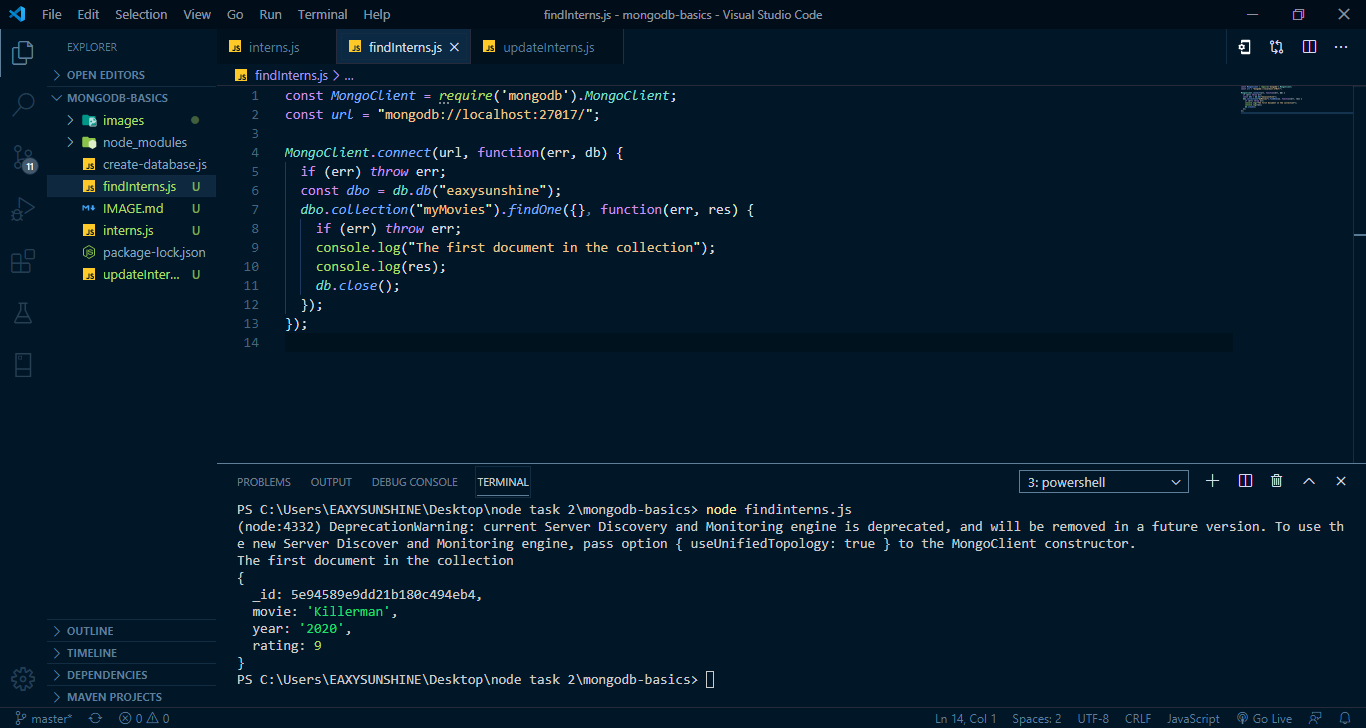 File Edit Selection View Go Run Terminal Help findInterns.js - mongodb-basics - Visual Studio Code
EXPLORER
OPEN EDITORS
MONGODB-BASICS
images
node_modules
create-database.js
findInterns.js U
IMAGE.md U
interns.js U
package-lock.json
updateInter... U
11
OUTLINE
TIMELINE
DEPENDENCIES
MAVEN PROJECTS
interns.js findInterns.js updateInterns.js
findInterns.js > ...
1 const MongoClient = require('mongodb').MongoClient;
2 const url = "mongodb://localhost:27017/";
3
4 MongoClient.connect(url, function(err, db) {
5 if (err) throw err;
6 const dbo = db.db("eaxysunshine");
7 dbo.collection("myMovies").findOne({}, function(err, res) {
8 if (err) throw err;
9 console.log("The first document in the collection");
10 console.log(res);
11 db.close();
12 });
13 });
14
PROBLEMS OUTPUT DEBUG CONSOLE TERMINAL 3: powershell
PS C:\Users\EAXYSUNSHINE\Desktop\node task 2\mongodb-basics> node findinterns.js
(node:4332) DeprecationWarning: current Server Discovery and Monitoring engine is deprecated, and will be removed in a future version. To use th
e new Server Discover and Monitoring engine, pass option { useUnifiedTopology: true } to the MongoClient constructor.
The first document in the collection
{
_id: 5e94589e9dd21b180c494eb4,
movie: 'Killerman',
year: '2020',
rating: 9
}
PS C:\Users\EAXYSUNSHINE\Desktop\node task 2\mongodb-basics>
master* 0 0 Ln 14, Col 1 Spaces: 2 UTF-8 CRLF JavaScript Go Live